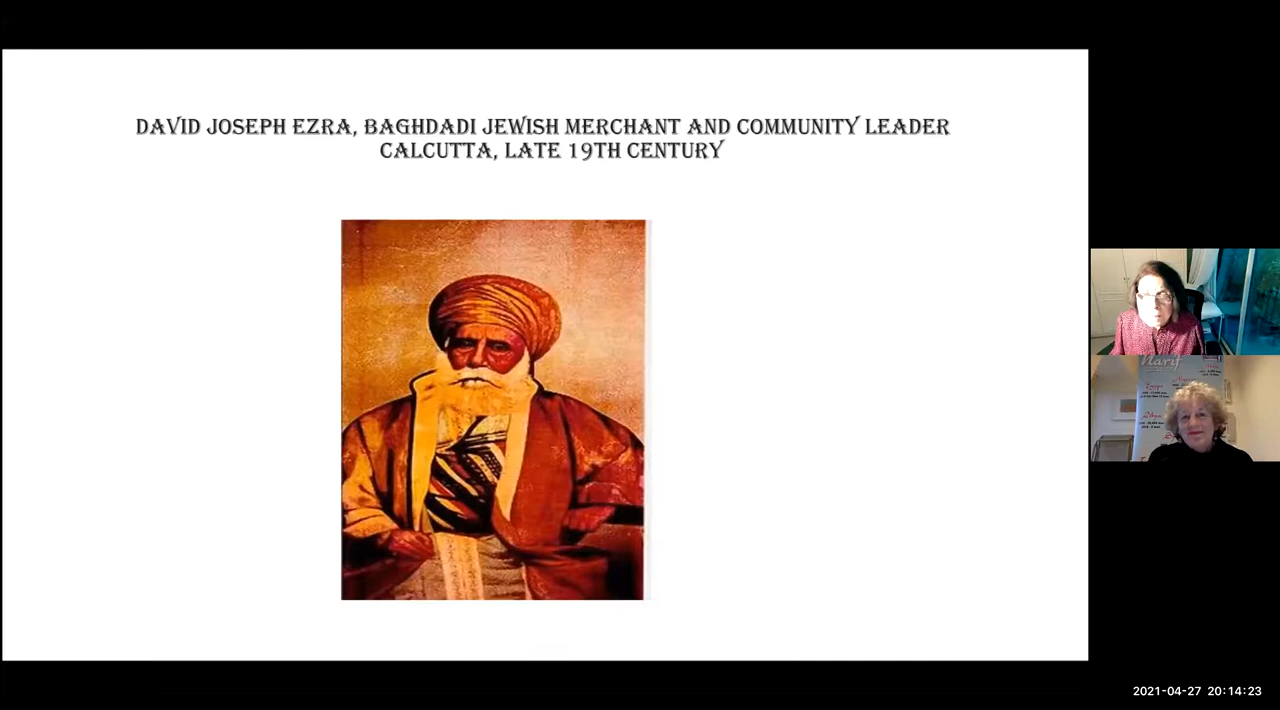 DAVID JOSEPH EZRA, BAGHDADI JEWISH MERCHANT AND COMMUNITY LEADER
CALCUTTA, LATE 19TH CENTURY
Harif
2021-04-27 20:14:23